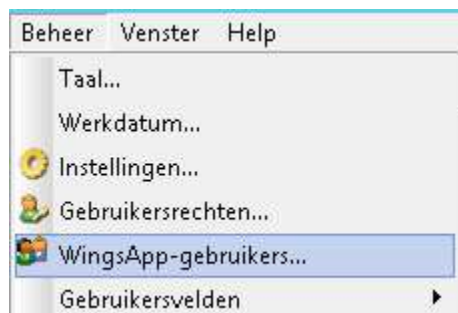 Beheer Venster Help
Taal...
Werkdatum...
Instellingen...
Gebruikersrechten...
WingsApp-gebruikers...
Gebruikersvelden